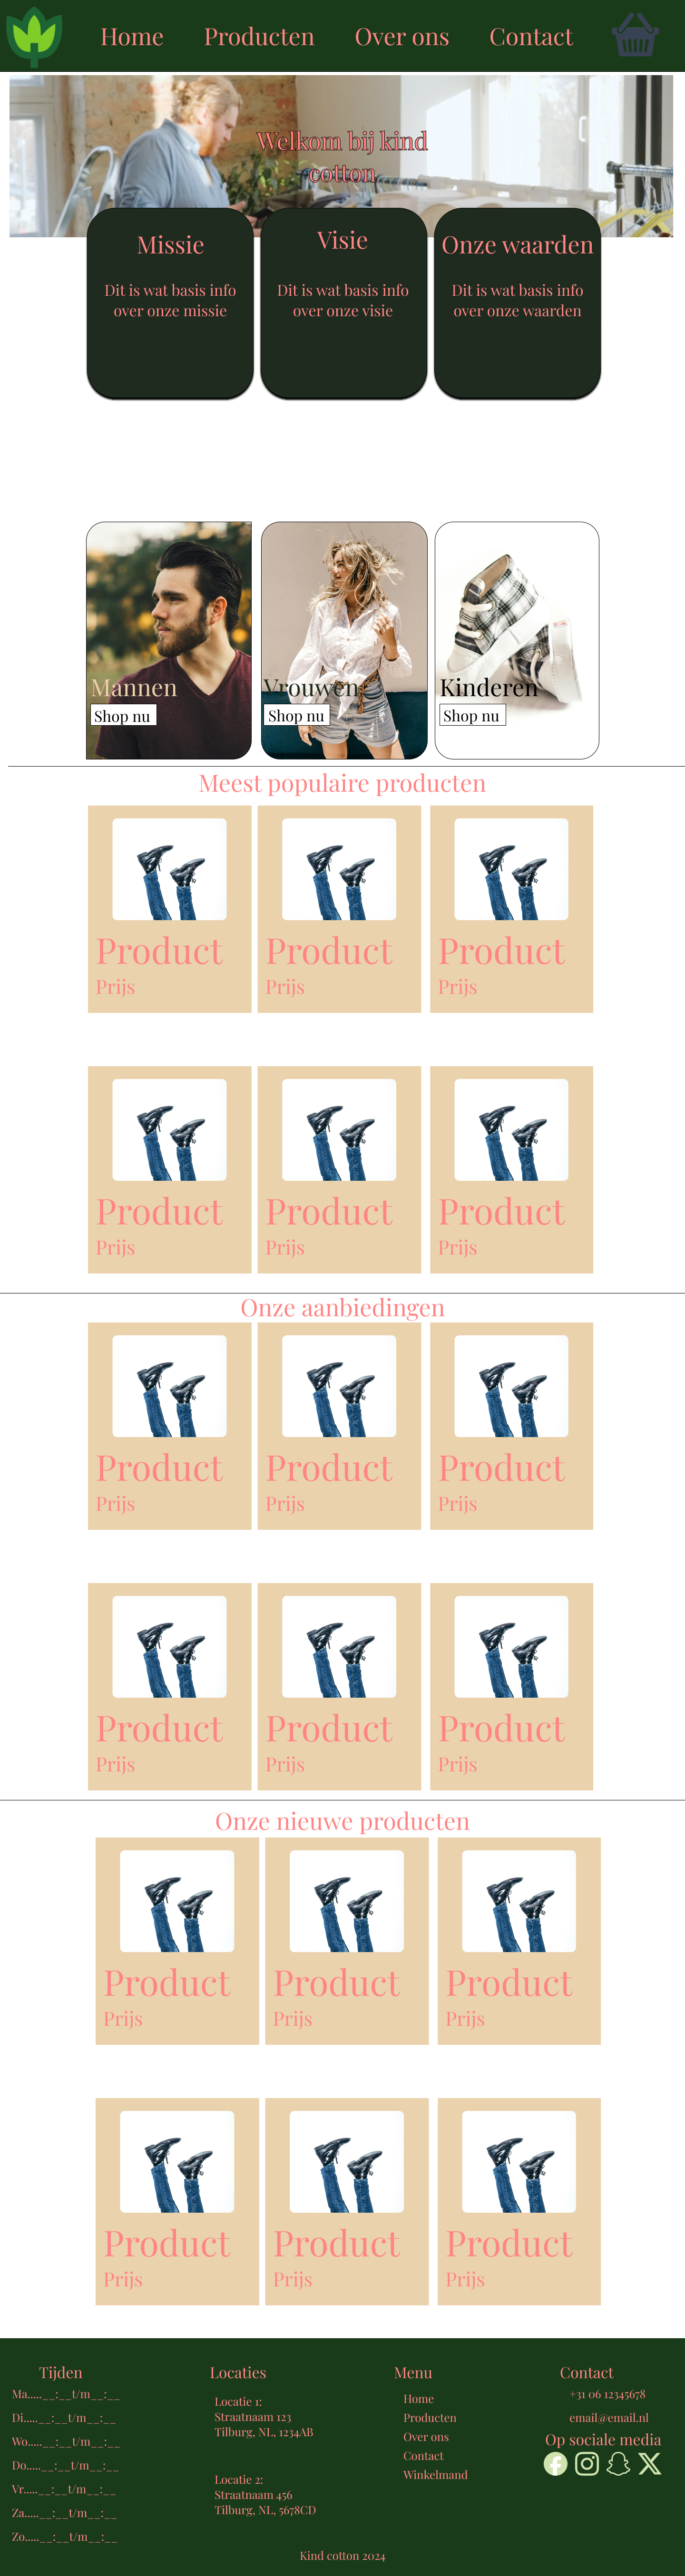 Home Producten Over ons Contact
Welkom bij kind
cotton
Missie Visie Onze waarden
Dit is wat basis info Dit is wat basis info Dit is wat basis info
over onze missie over onze visie over onze waarden
Mannen Vrouwen Kinderen
Shop nu Shop nu Shop nu
Meest populaire producten
Product Product Product
Prijs Prijs Prijs
Product Product Product
Prijs Prijs Prijs
Onze aanbiedingen
Product Product Product
Prijs Prijs Prijs
Product Product Product
Prijs Prijs Prijs
Onze nieuwe producten
Product Product Product
Prijs Prijs Prijs
Product Product Product
Prijs Prijs Prijs
Tijden
Ma.....__:__t/m__:__
Di.....__:__t/m__:__
Wo.....__:__t/m__:__
Do.....__:__t/m__:__
Vr.....__:__t/m__:__
Za.....__:__t/m__:__
Zo.....__:__t/m__:__
Locaties
Locatie 1:
Straatnaam 123
Tilburg, NL, 1234AB
Locatie 2:
Straatnaam 456
Tilburg, NL, 5678CD
Menu
Home
Producten
Over ons
Contact
Winkelmand
Contact
+31 06 12345678
email@email.nl
Op sociale media
Kind cotton 2024